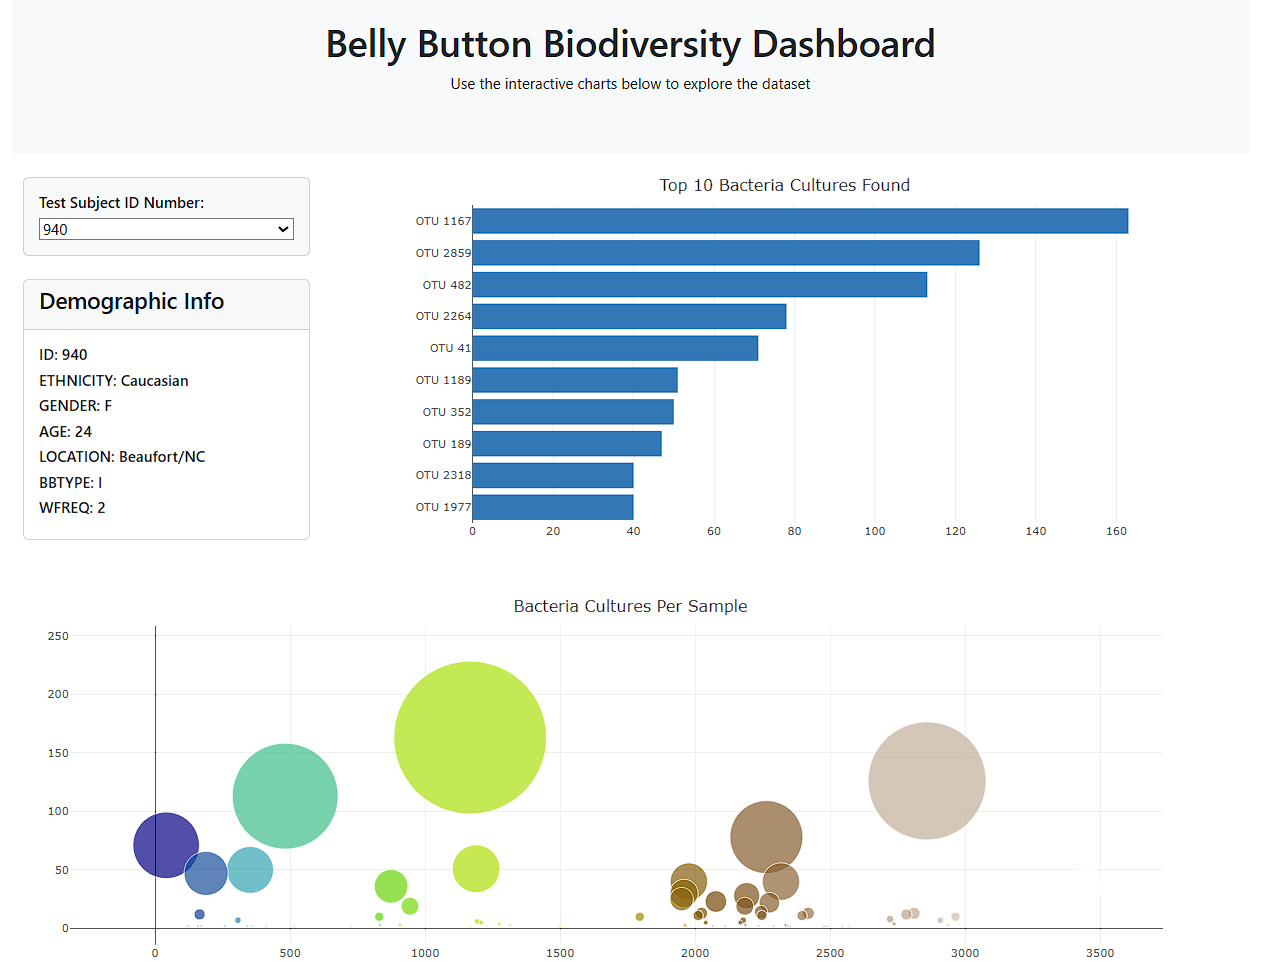 Belly Button Biodiversity Dashboard
Use the interactive charts below to explore the dataset
Test Subject ID Number:
940
Demographic Info
ID: 940
ETHNICITY: Caucasian
GENDER: F
AGE: 24
LOCATION: Beaufort/NC
BBTYPE: I
WFREQ: 2
Top 10 Bacteria Cultures Found
OTU 1167
OTU 2859
OTU 482
OTU 2264
OTU 41
OTU 1189
OTU 352
OTU 189
OTU 2318
OTU 1977
0 20 40 60 80 100 120 140 160
Bacteria Cultures Per Sample
250
200
150
100
50
0
0 500 1000 1500 2000 2500 3000 3500